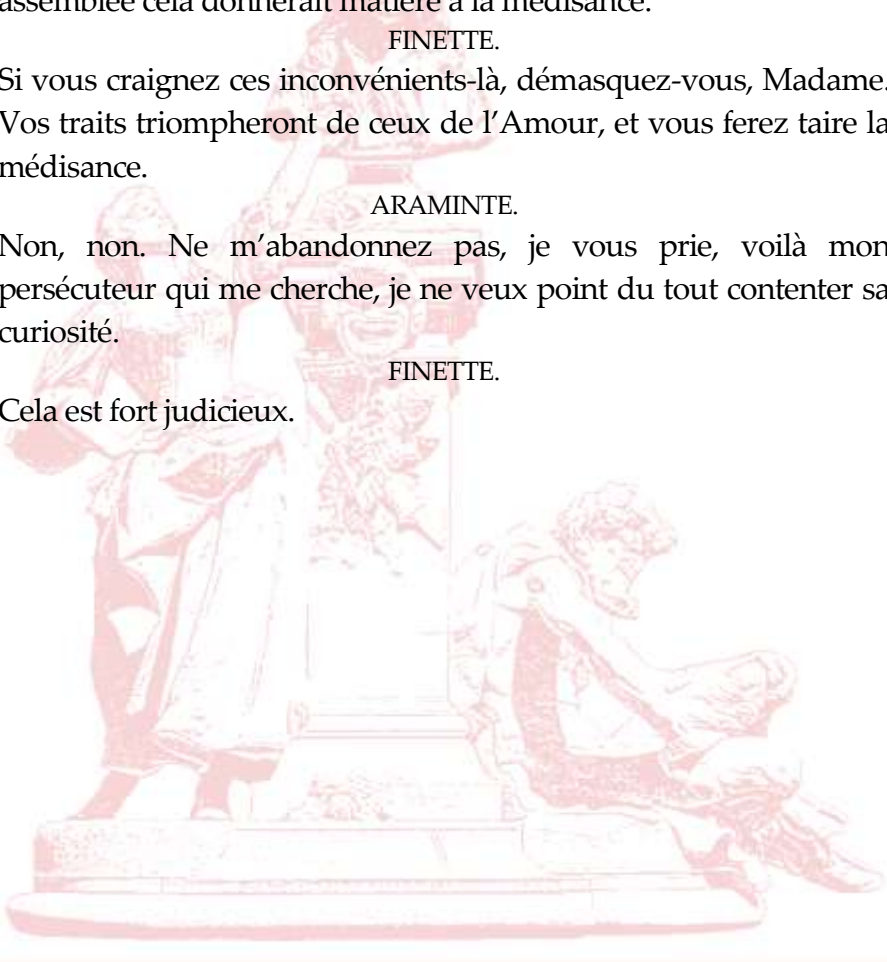 assemblée cela donnerait matière à la médisance.
FINETTE.
Si vous craignez ces inconvénients-là, démasquez-vous, Madame.
Vos traits triompheront de ceux de l’Amour, et vous ferez taire la
médisance.
ARAMINTE.
Non, non. Ne m’abandonnez pas, je vous prie, voilà mon
persécuteur qui me cherche, je ne veux point du tout contenter sa
curiosité.
FINETTE.
Cela est fort judicieux.